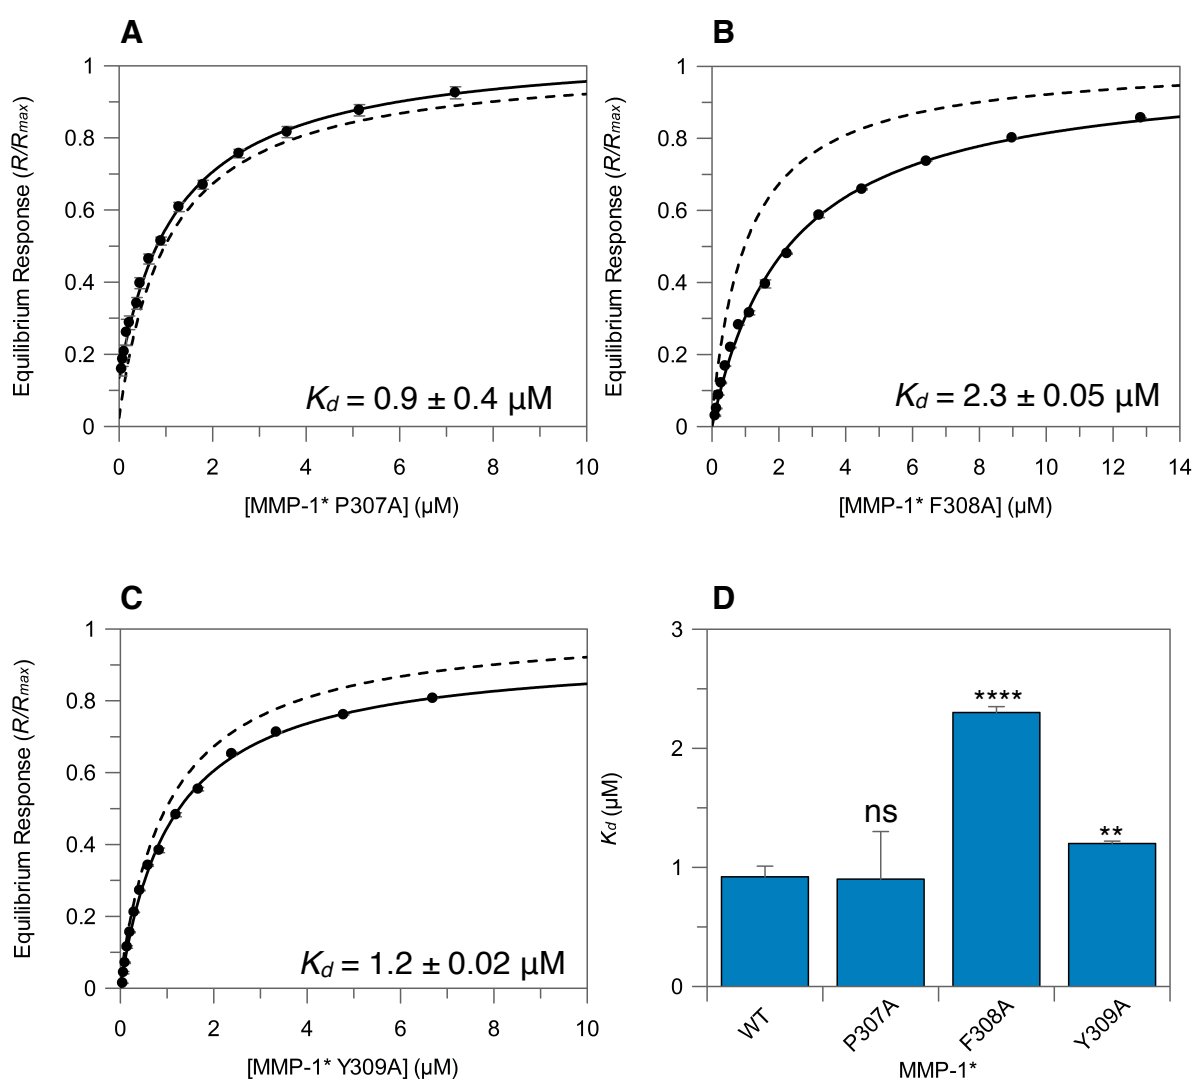 A
Equilibrium Response (R/Rmax)
1
0.8
0.6
0.4
0.2
0
Kd = 0.9 ± 0.4 µM
0 2 4 6 8 10
[MMP-1* P307A] (µM)
B
Equilibrium Response (R/Rmax)
1
0.8
0.6
0.4
0.2
0
Kd = 2.3 ± 0.05 µM
0 2 4 6 8 10 12 14
[MMP-1* F308A] (µM)
C
Equilibrium Response (R/Rmax)
1
0.8
0.6
0.4
0.2
0
Kd = 1.2 ± 0.02 µM
0 2 4 6 8 10
[MMP-1* Y309A] (µM)
D
Kd (µM)
3
2
1
0
ns
****
**
WT P307A F308A Y309A
MMP-1*